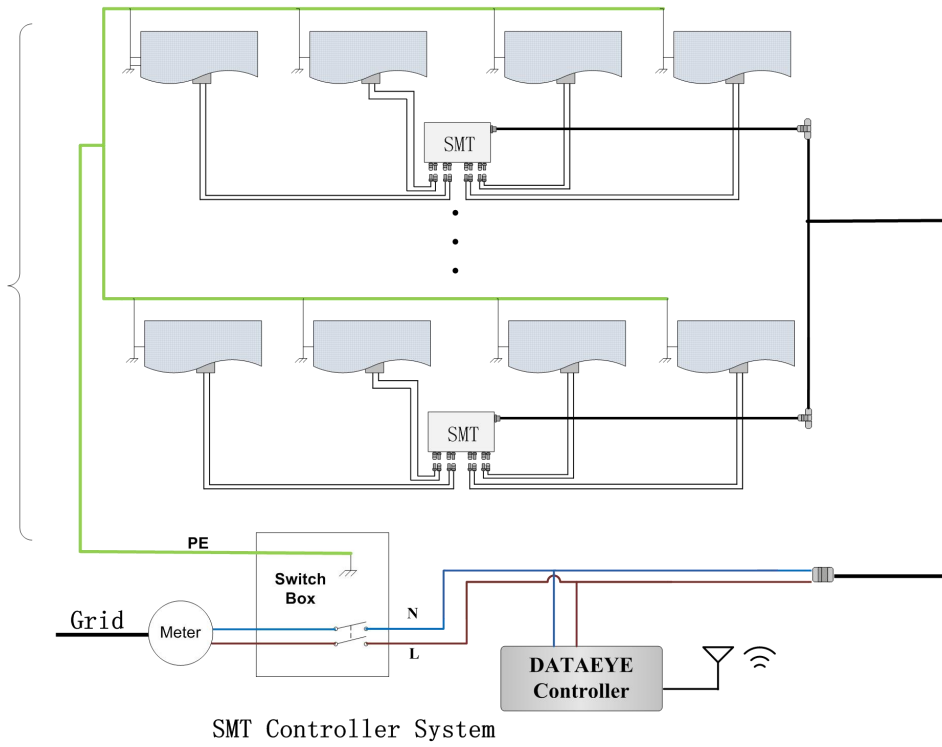 SMT
SMT
PE
Switch
Box
N
Grid
Meter
L
DATAEYE
Controller
SMT Controller System